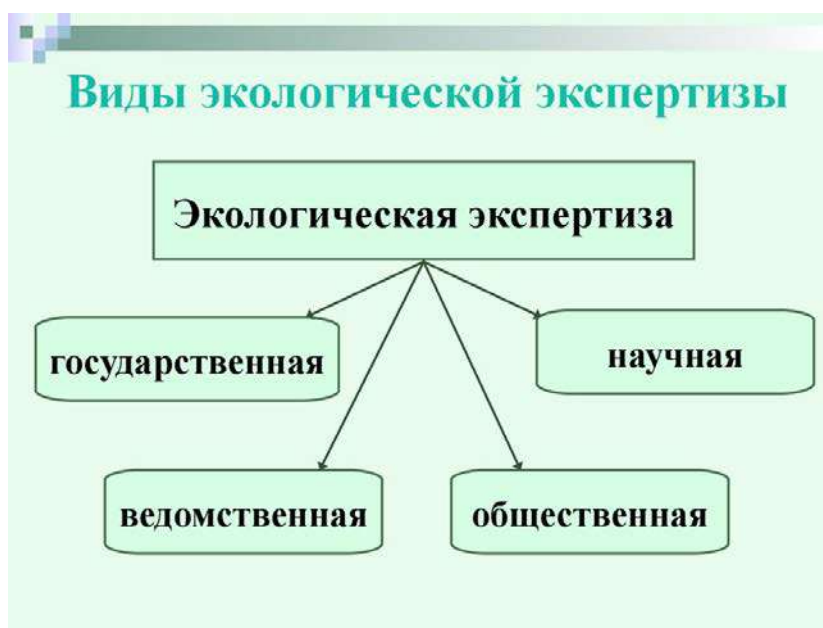 Виды экологической экспертизы
Экологическая экспертиза
государственная
научная
ведомственная
общественная